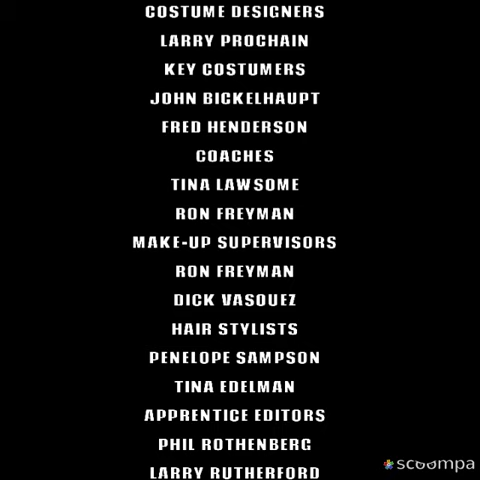 COSTUME DESIGNERS
LARRY PROCHAIN
KEY COSTUMERS
JOHN BICKELHAUPT
FRED HENDERSON
COACHES
TINA LAWSOME
RON FREYMAN
MAKE-UP SUPERVISORS
RON FREYMAN
DICK VASQUEZ
HAIR STYLISTS
PENELOPE SAMPSON
TINA EDELMAN
APPRENTICE EDITORS
PHIL ROTHENBERG
LARRY RUTHERFORD
scoompa